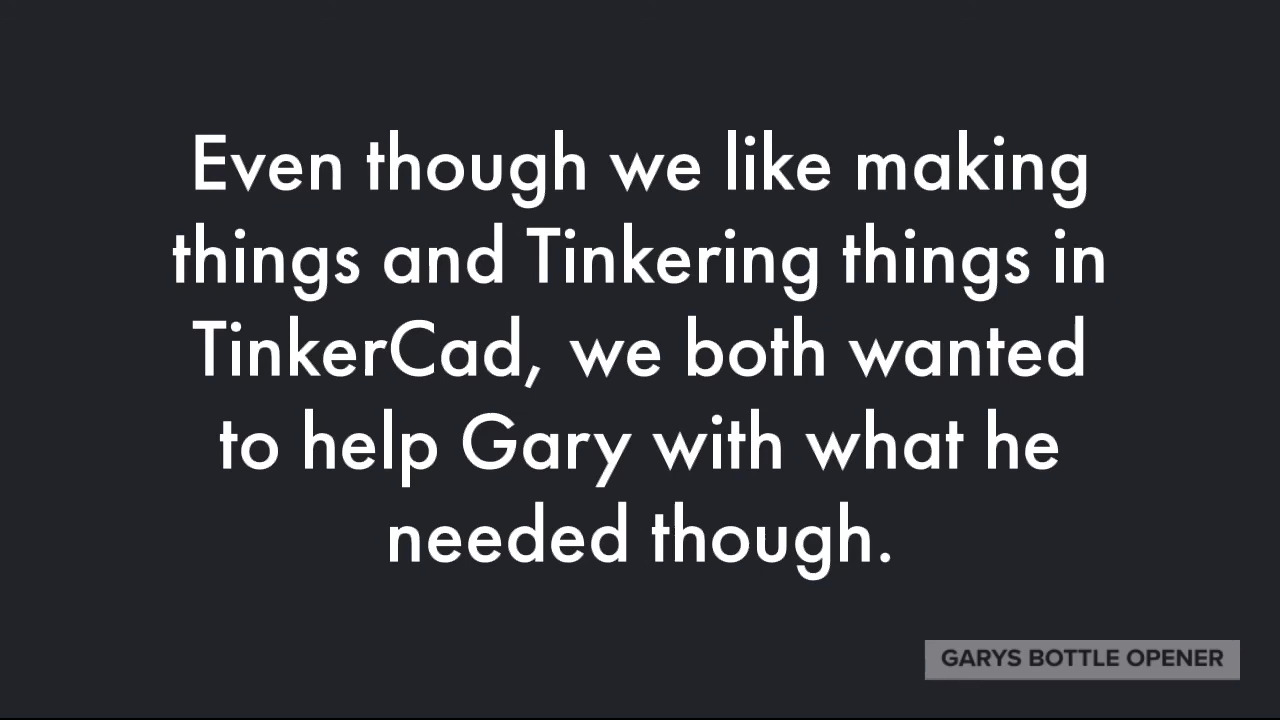 Even though we like making
things and Tinkering things in
TinkerCad, we both wanted
to help Gary with what he
needed though.
GARYS BOTTLE OPENER